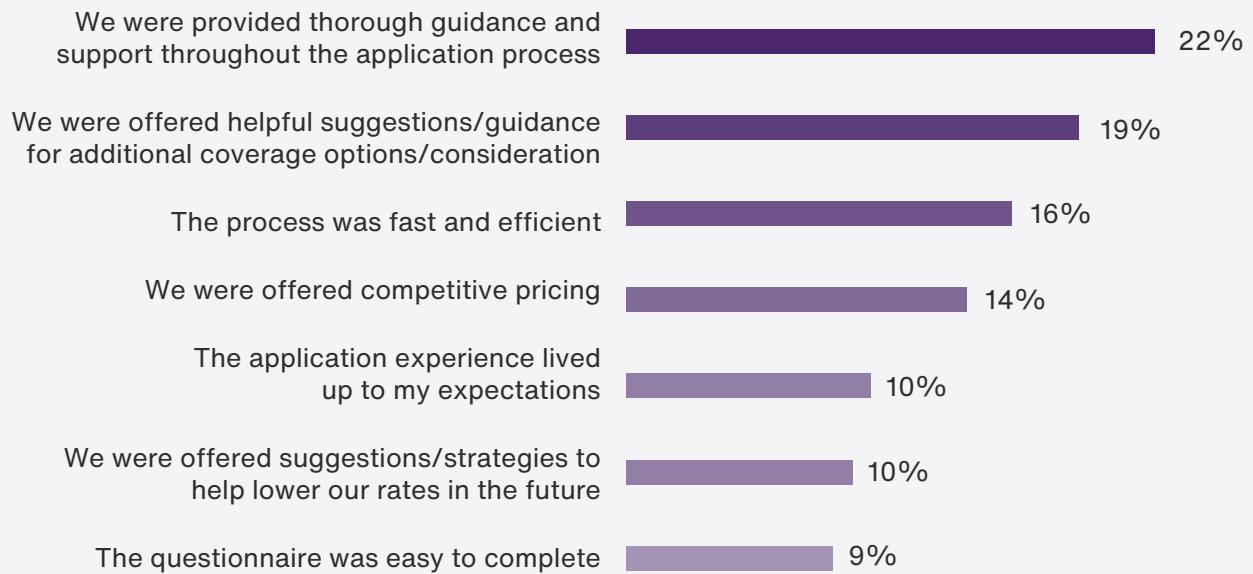 We were provided thorough guidance and
support throughout the application process
22%
We were offered helpful suggestions/guidance
for additional coverage options/consideration
19%
The process was fast and efficient
16%
We were offered competitive pricing
14%
The application experience lived
up to my expectations
10%
We were offered suggestions/strategies to
help lower our rates in the future
10%
The questionnaire was easy to complete
9%